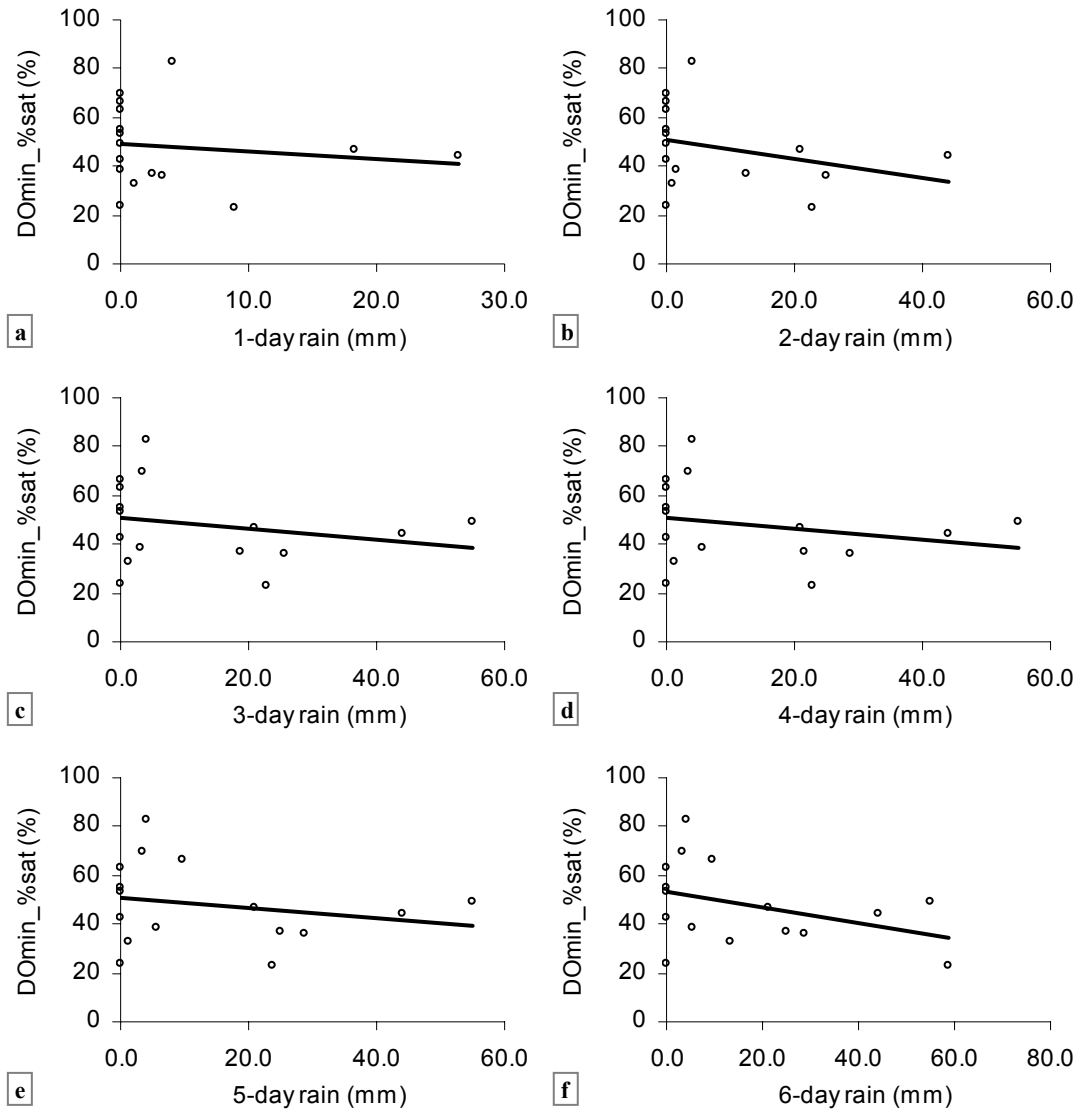 100
80
60
40
20
0
DOmin_%sat (%)
0.0 10.0 20.0 30.0
1-day rain (mm)
a
100
80
60
40
20
0
DOmin_%sat (%)
0.0 20.0 40.0 60.0
2-day rain (mm)
b
100
80
60
40
20
0
DOmin_%sat (%)
0.0 20.0 40.0 60.0
3-day rain (mm)
c
100
80
60
40
20
0
DOmin_%sat (%)
0.0 20.0 40.0 60.0
4-day rain (mm)
d
100
80
60
40
20
0
DOmin_%sat (%)
0.0 20.0 40.0 60.0
5-day rain (mm)
e
100
80
60
40
20
0
DOmin_%sat (%)
0.0 20.0 40.0 60.0 80.0
6-day rain (mm)
f